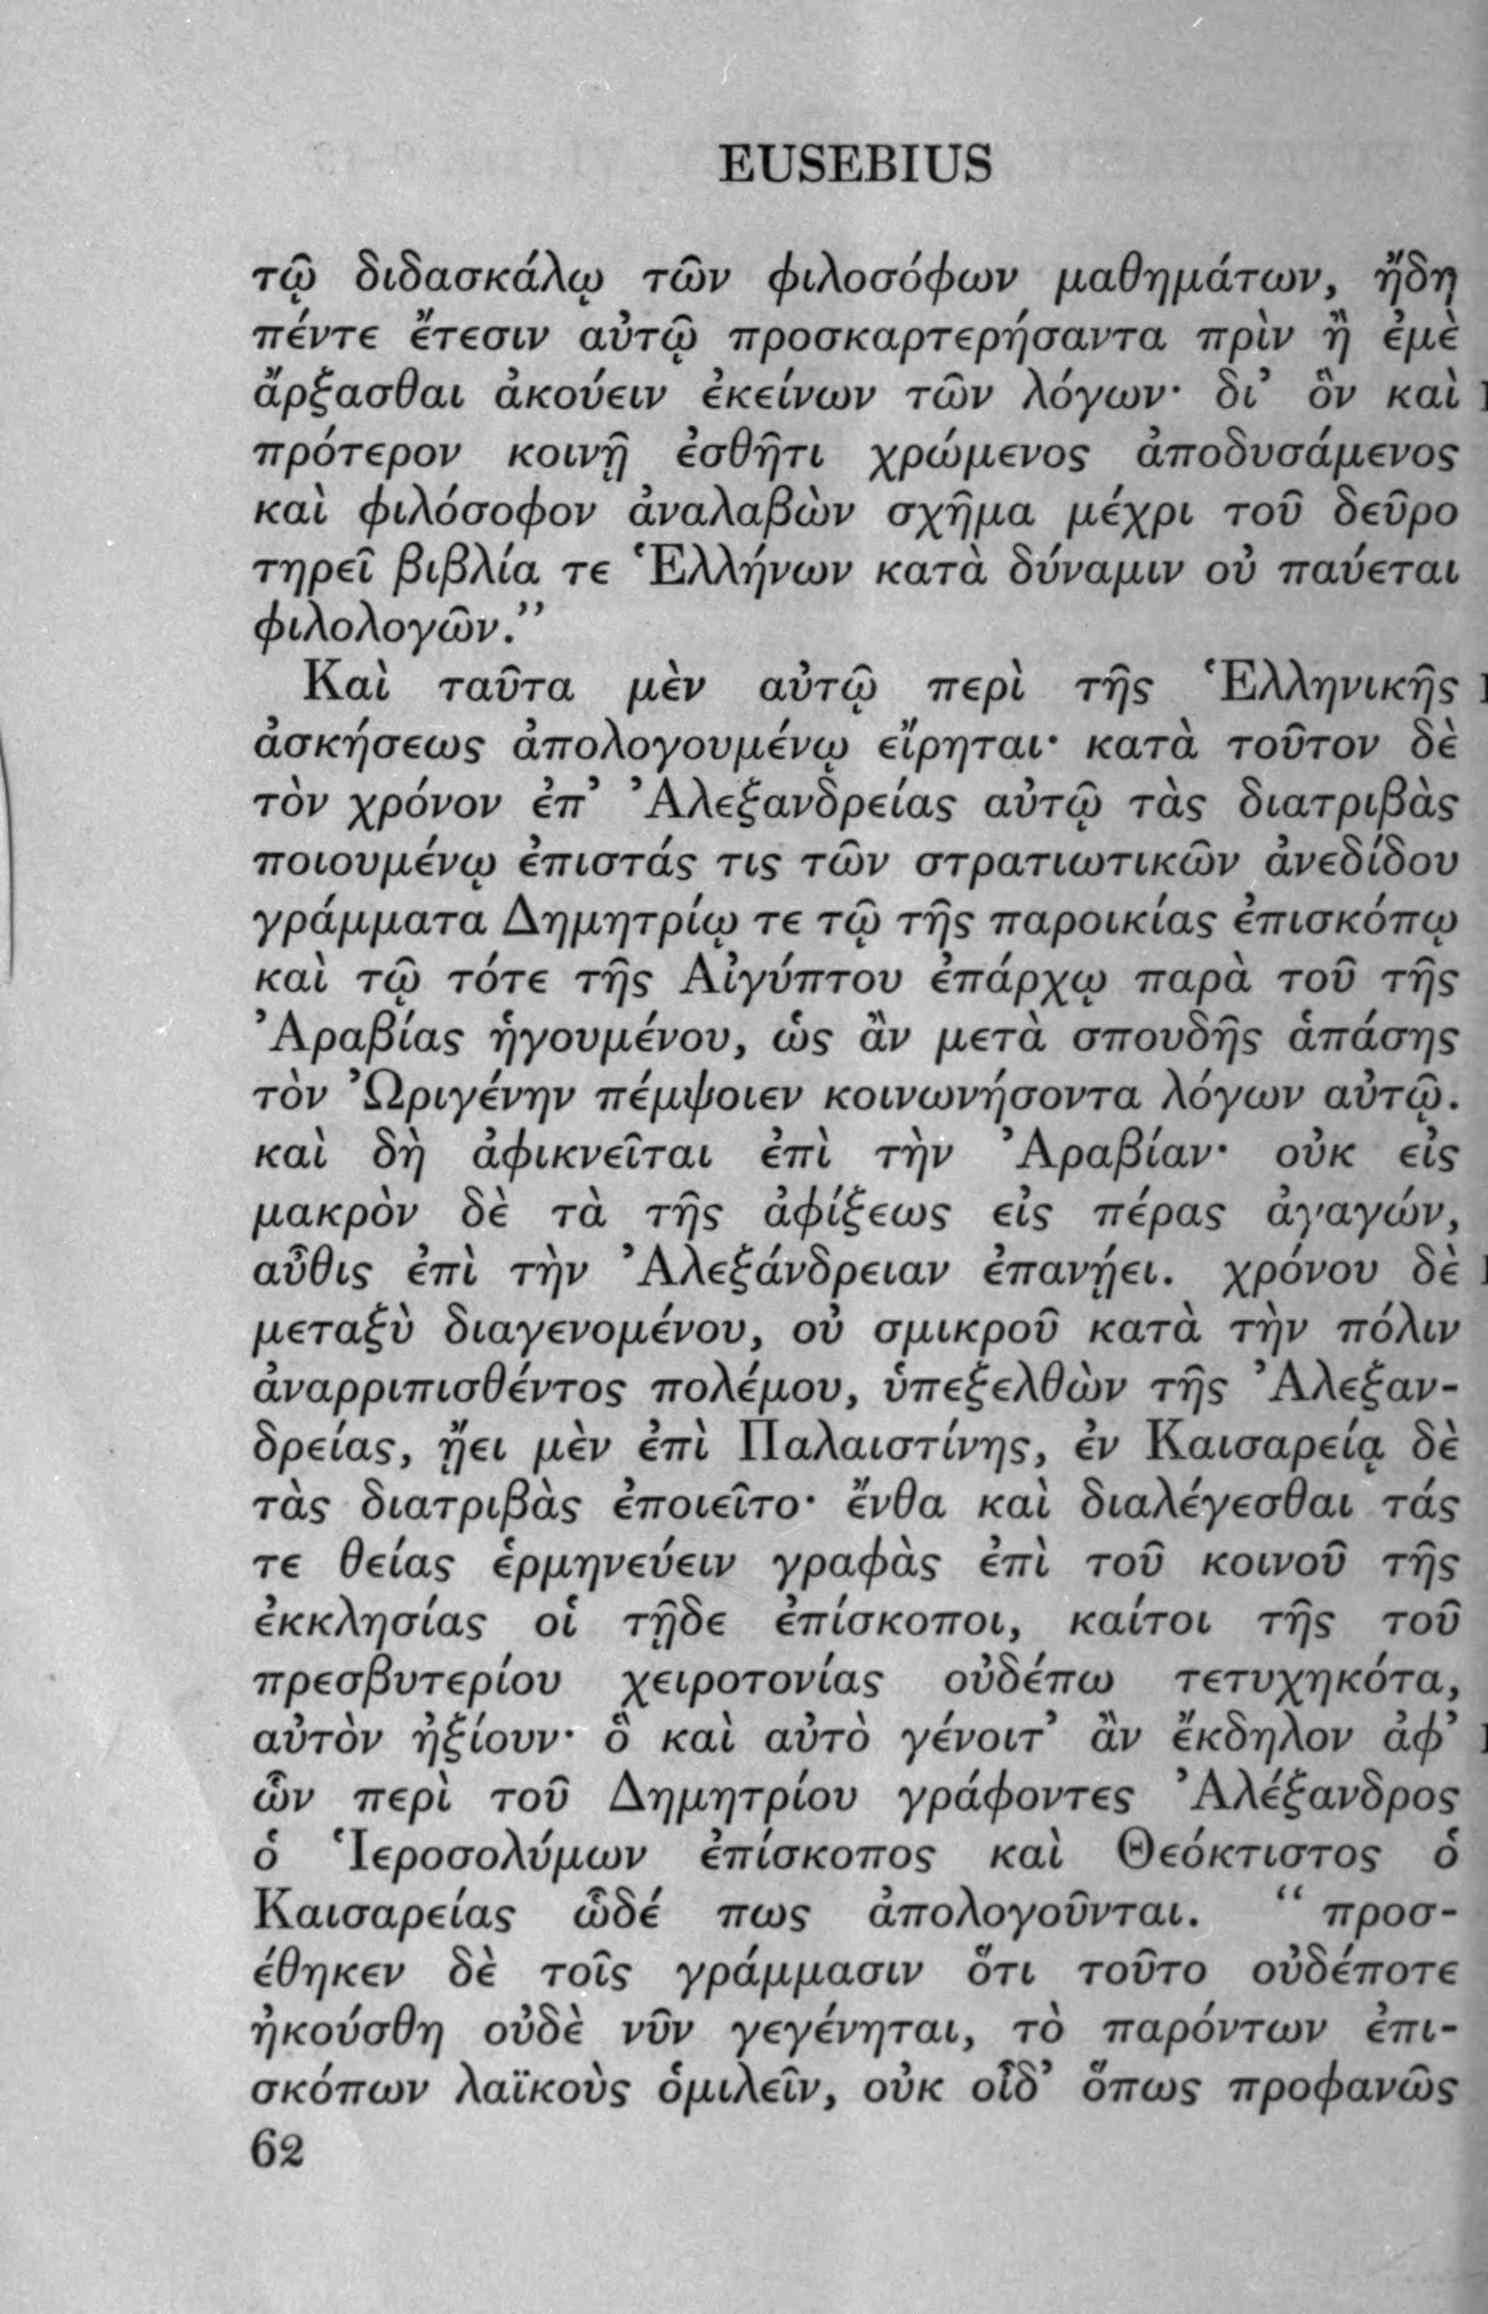 EUSEBIUS
τῷ διδασκάλῳ τῶν φιλοσόφων μαθημάτων, ἤδη
πέντε ἔτεσιν αὐτῷ προσκαρτερήσαντα πρὶν ἢ ἐμὲ
ἄρξασθαι ἀκούειν ἐκείνων τῶν λόγων· δι’ ὃν καὶ
πρότερον κοινῇ ἐσθῆτι χρώμενος ἀποδυσάμενος
καὶ φιλόσοφον ἀναλαβὼν σχῆμα μέχρι τοῦ δεῦρο
τηρεῖ βιβλία τε Ἑλλήνων κατὰ δύναμιν οὐ παύεται
φιλολογῶν.”
Καὶ ταῦτα μὲν αὐτῷ περὶ τῆς Ἑλληνικῆς
ἀσκήσεως ἀπολογουμένῳ εἴρηται· κατὰ τοῦτον δὲ
τὸν χρόνον ἐπ’ Ἀλεξανδρείας αὐτῷ τὰς διατριβὰς
ποιουμένῳ ἐπιστάς τις τῶν στρατιωτικῶν ἀνεδίδου
γράμματα Δημητρίῳ τε τῷ τῆς παροικίας ἐπισκόπῳ
καὶ τῷ τότε τῆς Αἰγύπτου ἐπάρχῳ παρὰ τοῦ τῆς
Ἀραβίας ἡγουμένου, ὡς ἂν μετὰ σπουδῆς ἁπάσης
τὸν Ὠριγένην πέμψοιεν κοινωνήσοντα λόγων αὐτῷ.
καὶ δὴ ἀφικνεῖται ἐπὶ τὴν Ἀραβίαν· οὐκ εἰς
μακρὸν δὲ τὰ τῆς ἀφίξεως εἰς πέρας ἀγαγών,
αὖθις ἐπὶ τὴν Ἀλεξάνδρειαν ἐπανῄει. χρόνου δὲ
μεταξὺ διαγενομένου, οὐ σμικροῦ κατὰ τὴν πόλιν
ἀναρριπισθέντος πολέμου, ὑπεξελθὼν τῆς Ἀλεξαν-
δρείας, ᾔει μὲν ἐπὶ Παλαιστίνης, ἐν Καισαρείᾳ δὲ
τὰς διατριβὰς ἐποιεῖτο· ἔνθα καὶ διαλέγεσθαι τάς
τε θείας ἑρμηνεύειν γραφὰς ἐπὶ τοῦ κοινοῦ τῆς
ἐκκλησίας οἱ τῇδε ἐπίσκοποι, καίτοι τῆς τοῦ
πρεσβυτερίου χειροτονίας οὐδέπω τετυχηκότα,
αὐτὸν ἠξίουν· ὃ καὶ αὐτὸ γένοιτ’ ἂν ἔκδηλον ἀφ’
ὧν περὶ τοῦ Δημητρίου γράφοντες Ἀλέξανδρος
ὁ Ἱεροσολύμων ἐπίσκοπος καὶ Θεόκτιστος ὁ
Καισαρείας ὧδέ πως ἀπολογοῦνται. “ προσ-
έθηκεν δὲ τοῖς γράμμασιν ὅτι τοῦτο οὐδέποτε
ἠκούσθη οὐδὲ νῦν γεγένηται, τὸ παρόντων ἐπι-
σκόπων λαϊκοὺς ὁμιλεῖν, οὐκ οἶδ’ ὅπως προφανῶς
62